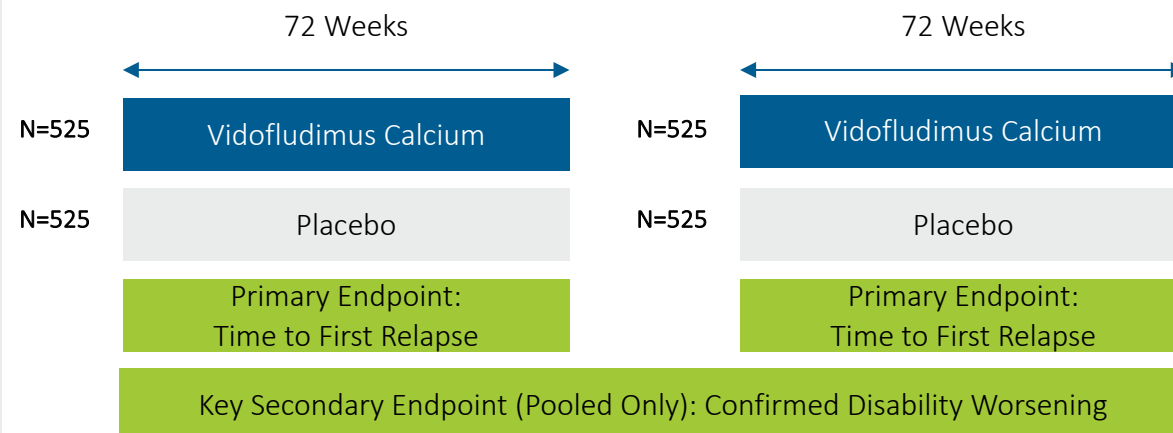 72 Weeks
72 Weeks
N=525
Vidofludimus Calcium
N=525
Vidofludimus Calcium
N=525
Placebo
N=525
Placebo
Primary Endpoint:
Time to First Relapse
Primary Endpoint:
Time to First Relapse
Key Secondary Endpoint (Pooled Only): Confirmed Disability Worsening